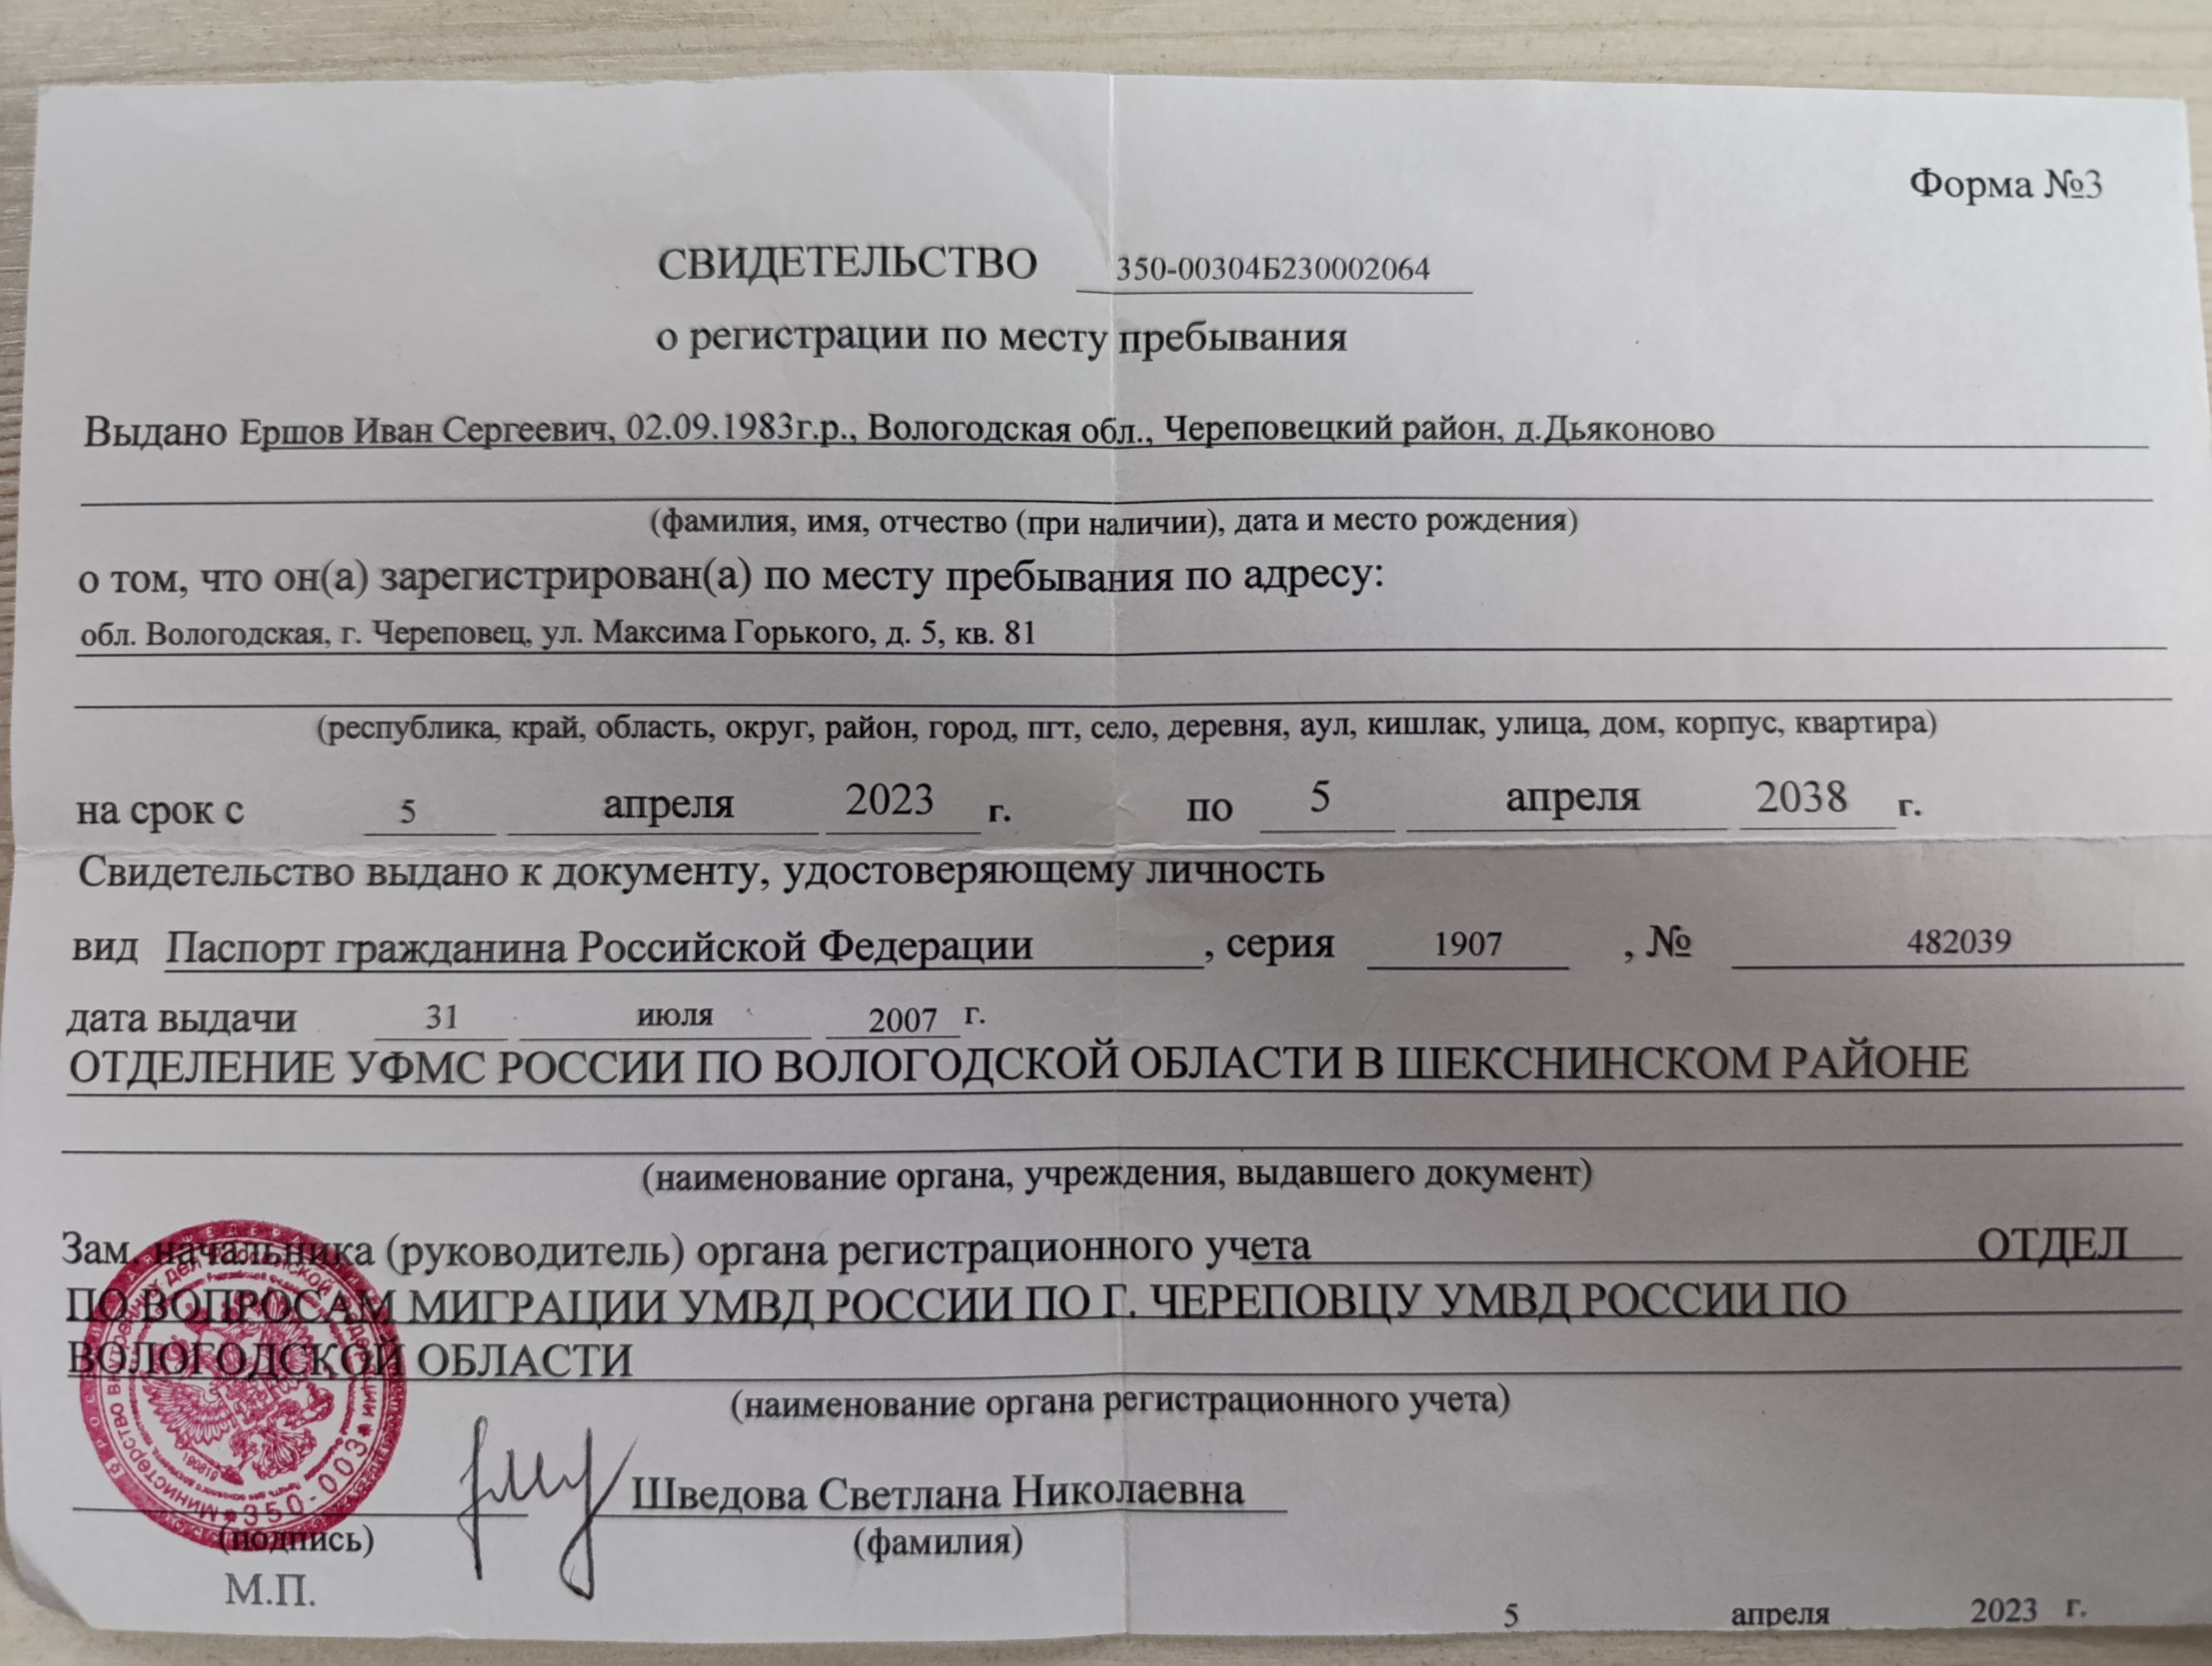 Форма №3
СВИДЕТЕЛЬСТВО 350-00304Б230002064
о регистрации по месту пребывания
Выдано Ершов Иван Сергеевич, 02.09.1983г.р., Вологодская обл., Череповецкий район, д.Дьяконово
(фамилия, имя, отчество (при наличии), дата и место рождения)
о том, что он(а) зарегистрирован(а) по месту пребывания по адресу:
обл. Вологодская, г. Череповец, ул. Максима Горького, д. 5, кв. 81
(республика, край, область, округ, район, город, пгт, село, деревня, аул, кишлак, улица, дом, корпус, квартира)
на срок с 5 апреля 2023 г. по 5 апреля 2038 г.
Свидетельство выдано к документу, удостоверяющему личность
вид Паспорт гражданина Российской Федерации , серия 1907 , № 482039
дата выдачи 31 июля 2007 г.
ОТДЕЛЕНИЕ УФМС РОССИИ ПО ВОЛОГОДСКОЙ ОБЛАСТИ В ШЕКСНИНСКОМ РАЙОНЕ
(наименование органа, учреждения, выдавшего документ)
Зам. начальника (руководитель) органа регистрационного учета ОТДЕЛ
ПО ВОПРОСАМ МИГРАЦИИ УМВД РОССИИ ПО Г. ЧЕРЕПОВЦУ УМВД РОССИИ ПО
ВОЛОГОДСКОЙ ОБЛАСТИ
(наименование органа регистрационного учета)
МИНИСТЕРСТВО ВНУТРЕННИХ ДЕЛ РОССИЙСКОЙ ФЕДЕРАЦИИ
350-003
Шведова Светлана Николаевна
(подпись) (фамилия)
М.П.
5 апреля 2023 г.